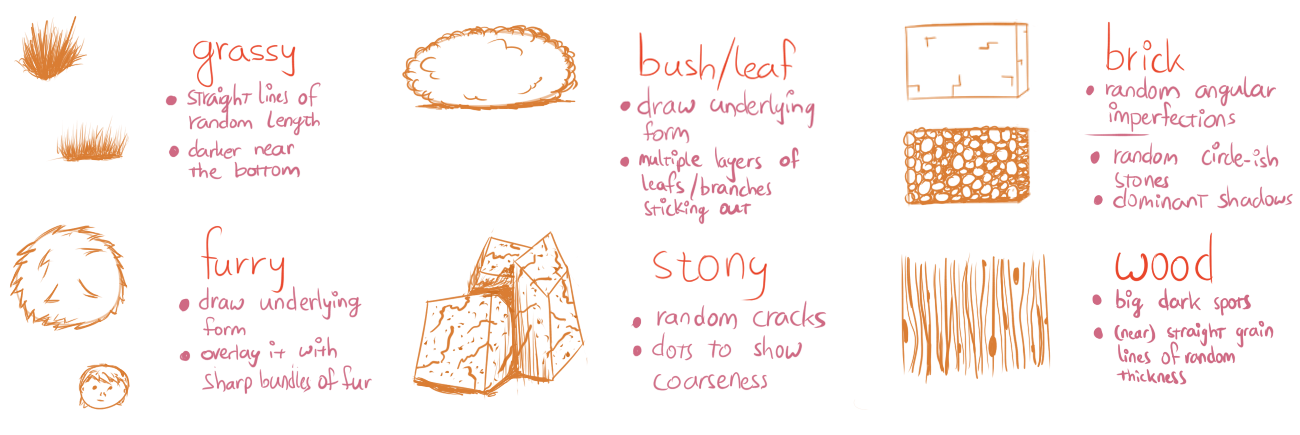 grassy
• straight lines of
random length
• darker near
the bottom
bush/leaf
• draw underlying
form
• multiple layers of
leafs/branches
sticking out
brick
• random angular
imperfections
• random circle-ish
stones
• dominant shadows
furry
• draw underlying
form
• overlay it with
sharp bundles of fur
stony
• random cracks
• dots to show
coarseness
wood
• big dark spots
• (near) straight grain
lines of random
thickness